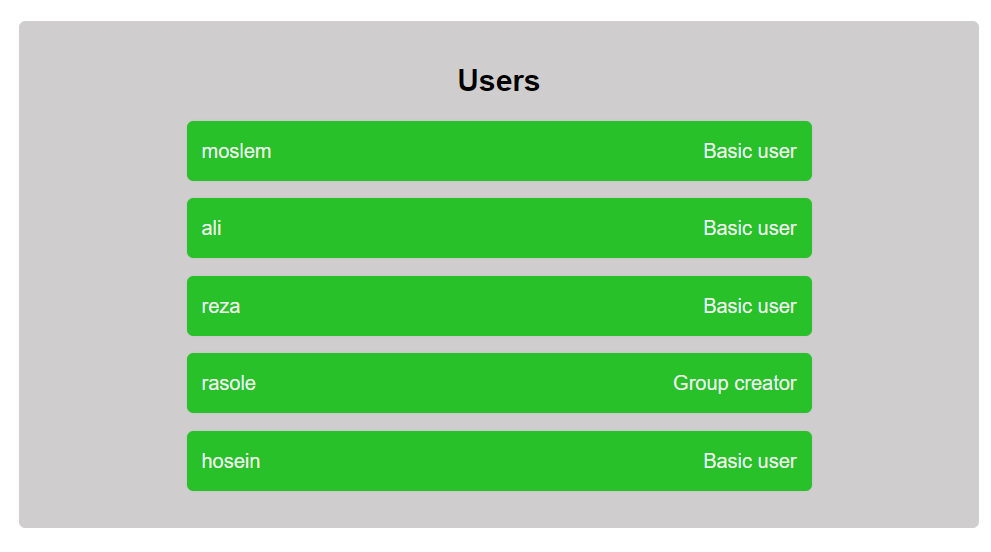 Users
moslem Basic user
ali Basic user
reza Basic user
rasole Group creator
hosein Basic user